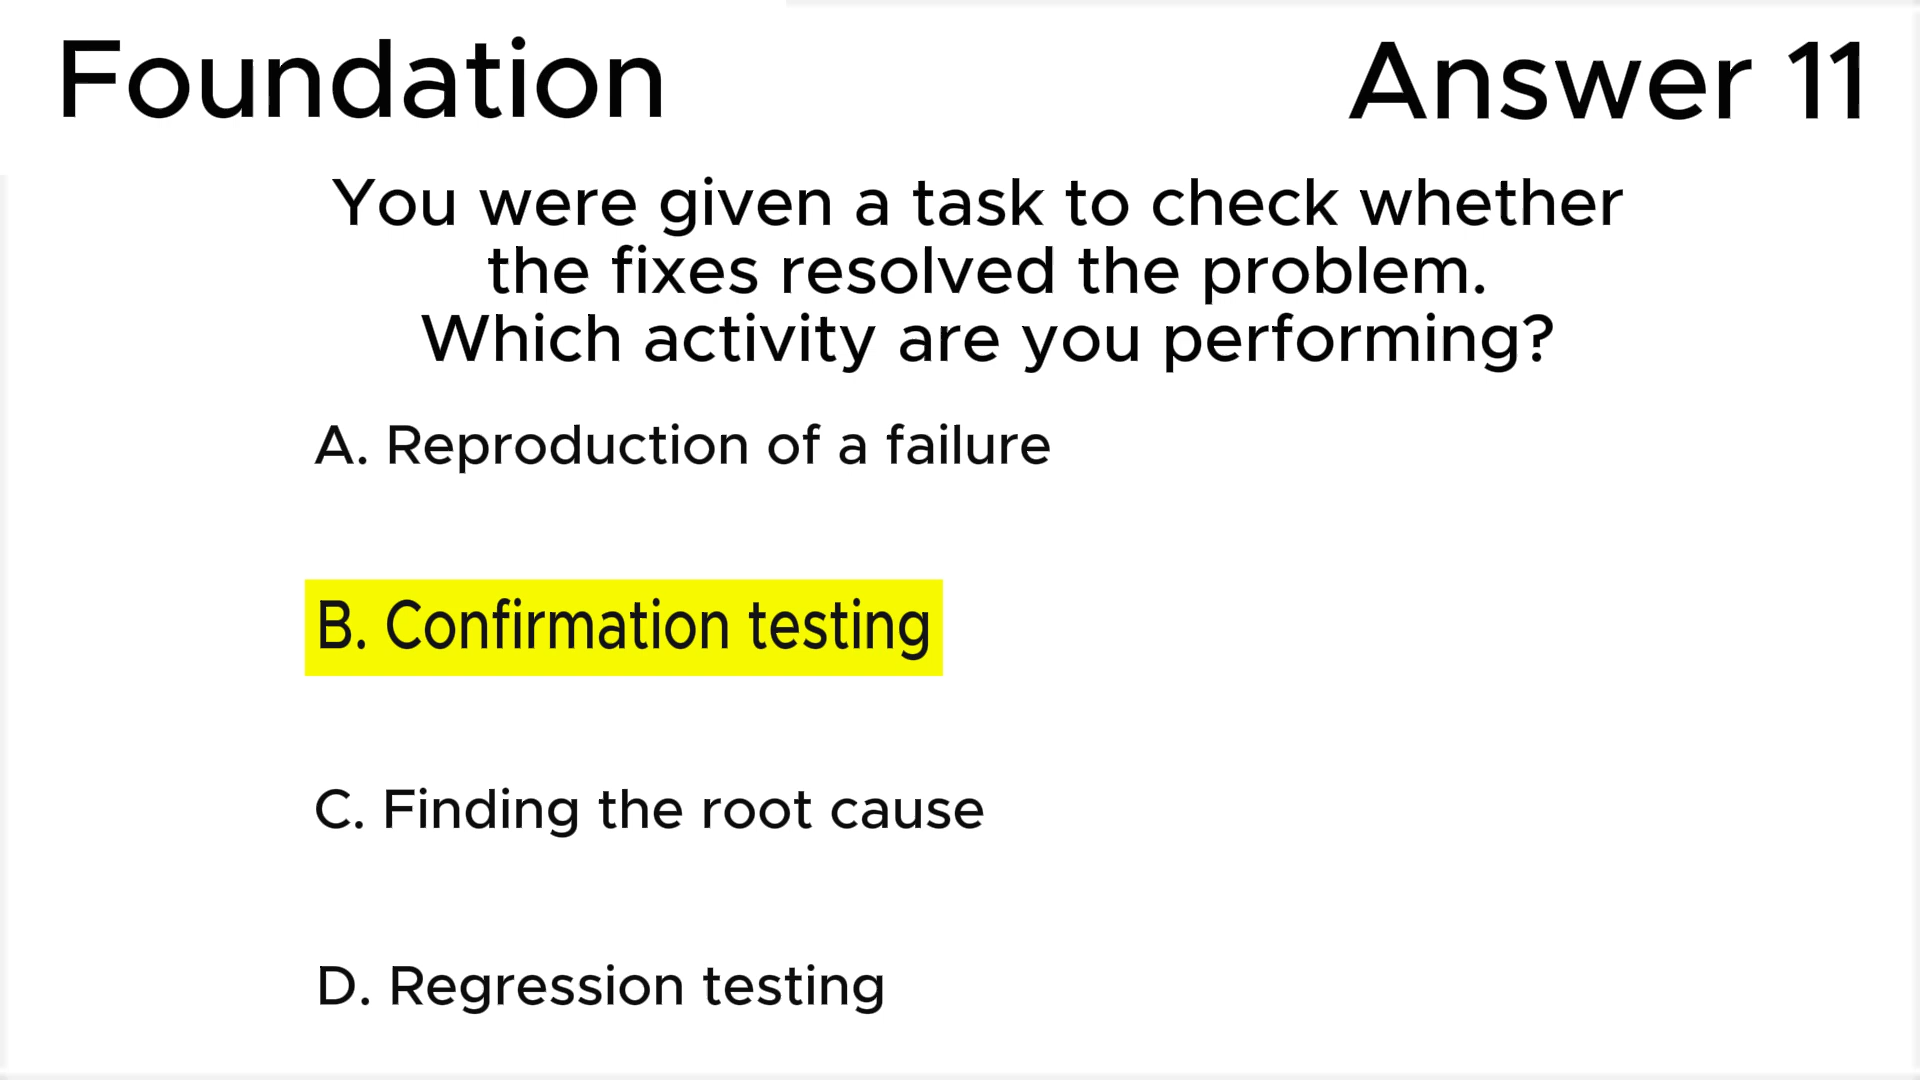 Foundation
Answer 11
You were given a task to check whether
the fixes resolved the problem.
Which activity are you performing?
A. Reproduction of a failure
B. Confirmation testing
C. Finding the root cause
D. Regression testing